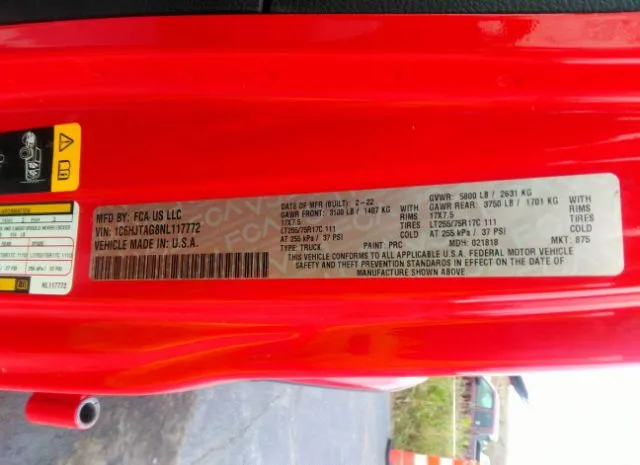 MFD BY: FCA US LLC
VIN: 1C6HJTAG8NL117772
VEHICLE MADE IN: U.S.A.
DATE OF MFR (BUILT): 2-22
GAWR FRONT: 3100 LB / 1407 KG WITH
17X7.5 RIMS
LT255/75R17C 111 TIRES
AT 255 kPa / 37 PSI COLD
TYPE: TRUCK PAINT: PRC
GVWR: 5800 LB / 2631 KG
GAWR REAR: 3750 LB / 1701 KG WITH
17X7.5 RIMS
LT255/75R17C 111 TIRES
AT 255 kPa / 37 PSI COLD
MDH: 021818 MKT: 875
THIS VEHICLE CONFORMS TO ALL APPLICABLE U.S.A. FEDERAL MOTOR VEHICLE
SAFETY AND THEFT PREVENTION STANDARDS IN EFFECT ON THE DATE OF
MANUFACTURE SHOWN ABOVE
NL117772